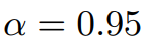 α = 0.95